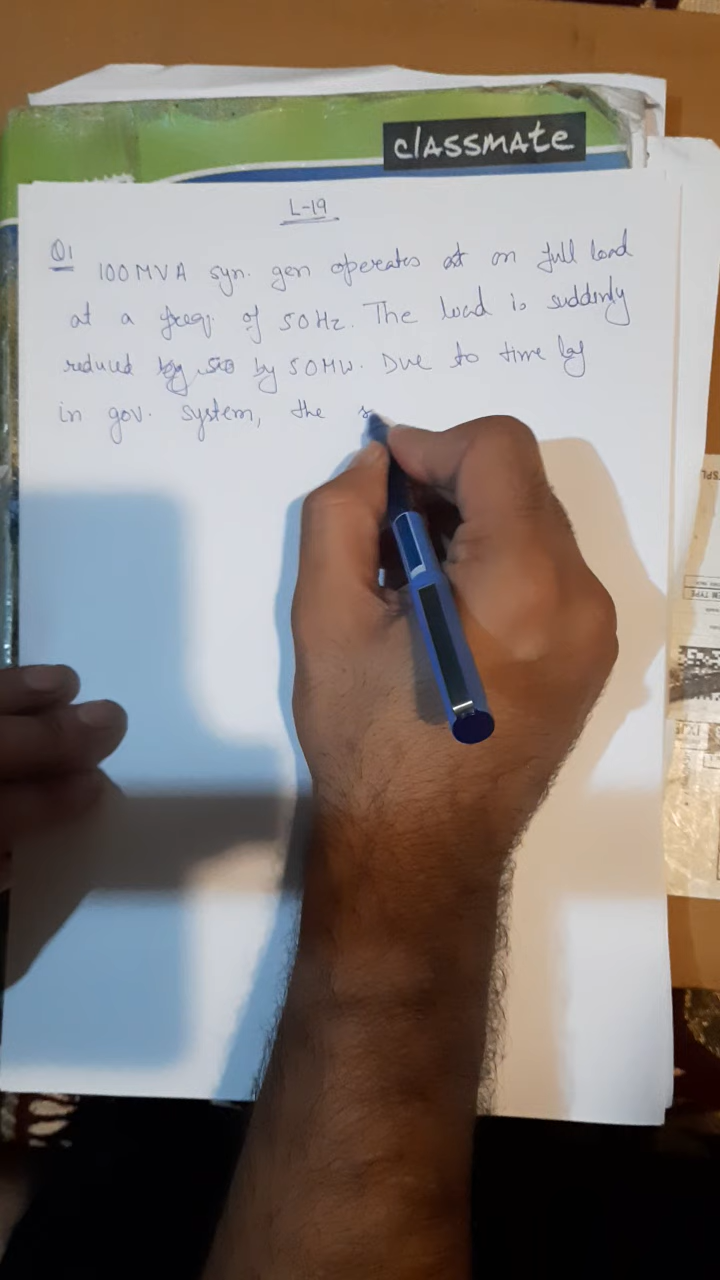 classmate
L-19
Q1
100 MVA syn. gen operates at on full load
at a freq. of 50Hz. The load is suddenly
reduced by by 50MW. Due to time lag
in gov. system, the